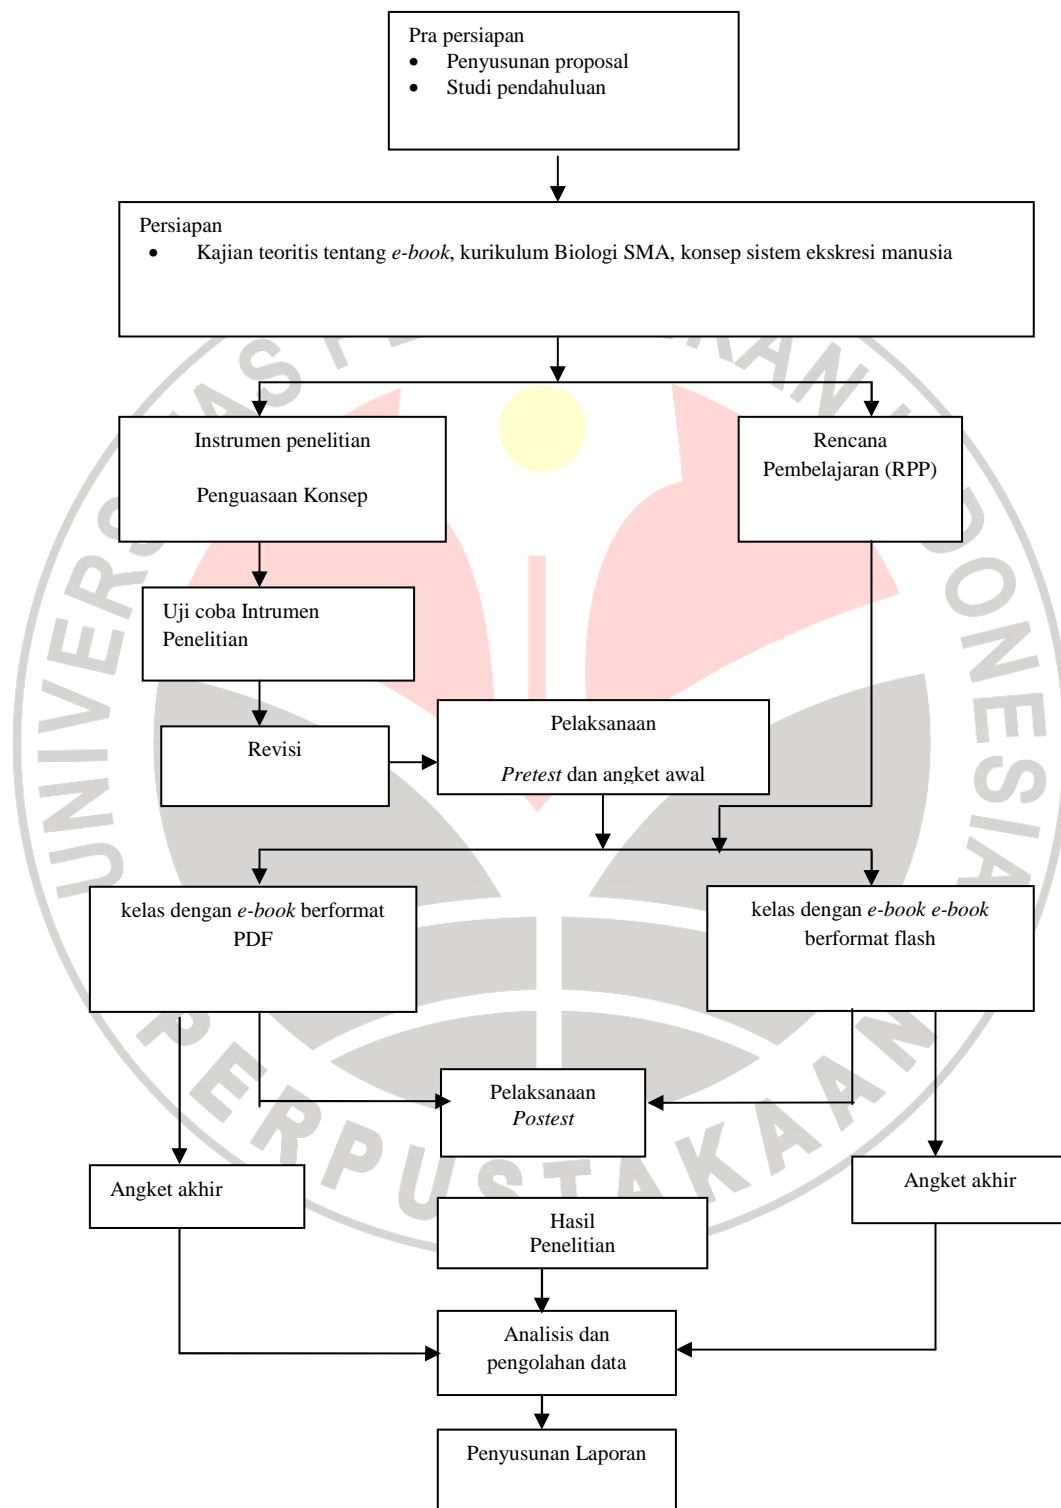 Pra persiapan
• Penyusunan proposal
• Studi pendahuluan
Persiapan
• Kajian teoritis tentang e-book, kurikulum Biologi SMA, konsep sistem ekskresi manusia
Instrumen penelitian
Penguasaan Konsep
Rencana
Pembelajaran (RPP)
Uji coba Intrumen
Penelitian
Revisi
Pelaksanaan
Pretest dan angket awal
kelas dengan e-book berformat
PDF
kelas dengan e-book e-book
berformat flash
Pelaksanaan
Postest
Angket akhir
Angket akhir
Hasil
Penelitian
Analisis dan
pengolahan data
Penyusunan Laporan
UNIVERSITAS PENDIDIKAN INDONESIA
PERPUSTAKAAN